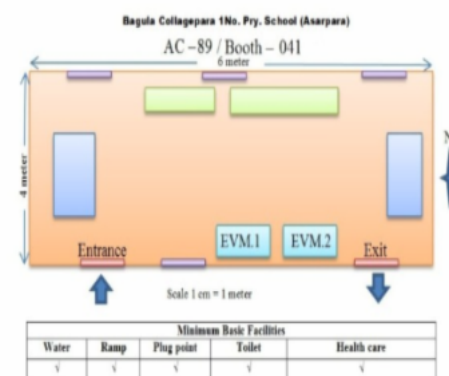 Bagula Collagepara 1No. Pry. School (Asarpara)
AC –89 / Booth – 041
6 meter
4 meter
N
EVM.1 EVM.2
Entrance Exit
Scale 1 cm = 1 meter
Minimum Basic Facilities
Water Ramp Plug point Toilet Health care
√ √ √ √ √